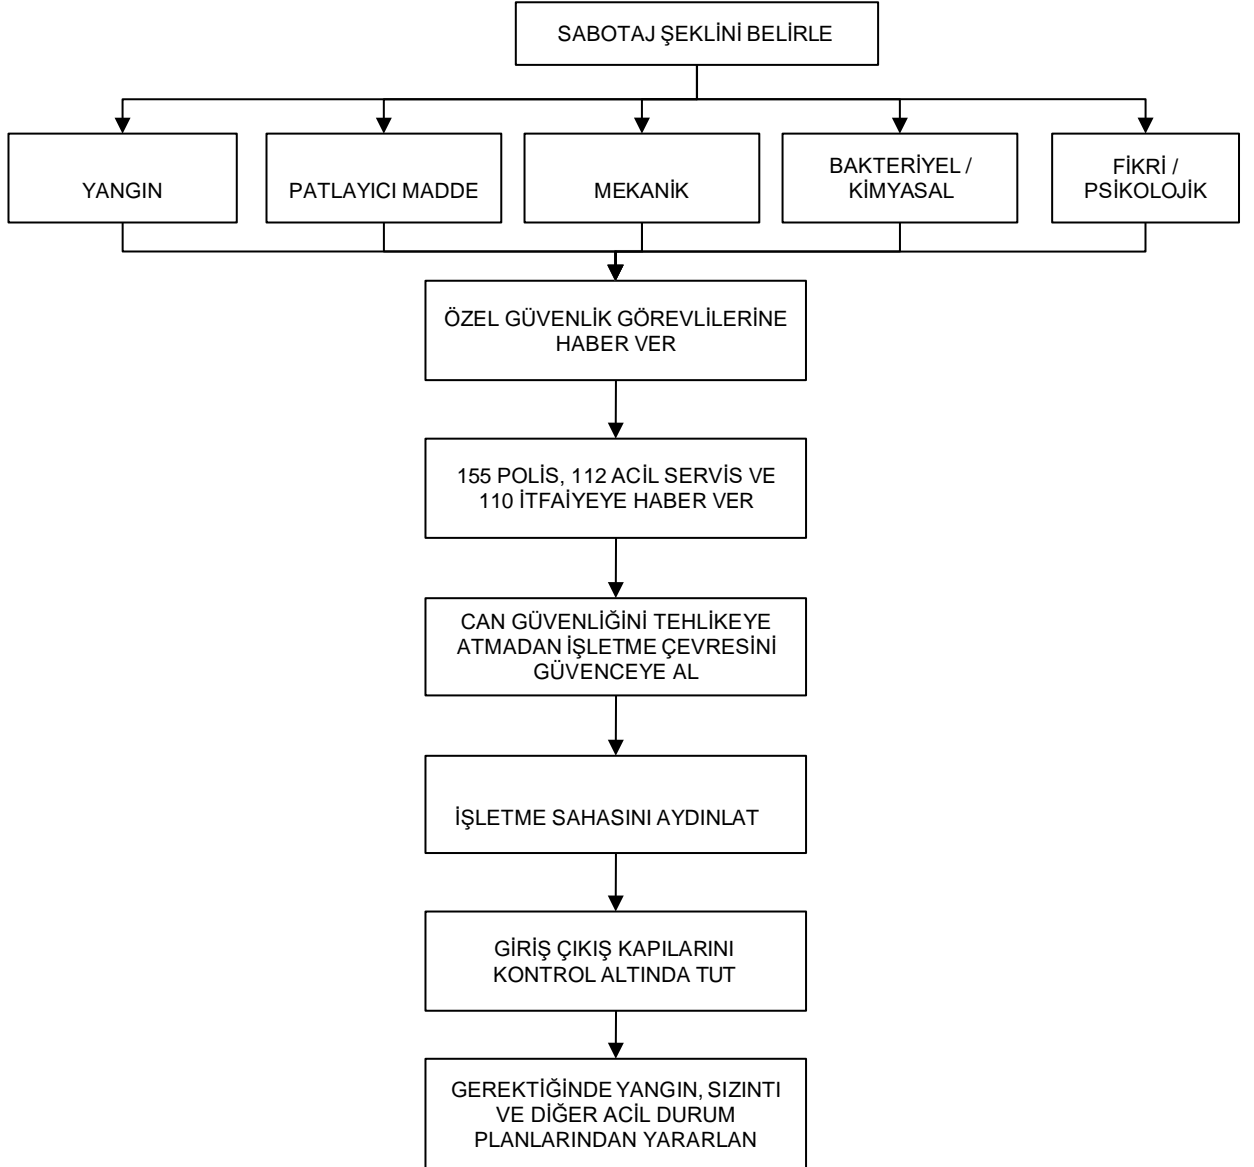 SABOTAJ ŞEKLİNİ BELİRLE
YANGIN
PATLAYICI MADDE
MEKANİK
BAKTERİYEL /
KİMYASAL
FİKRİ /
PSİKOLOJİK
ÖZEL GÜVENLİK GÖREVLİLERİNE
HABER VER
155 POLİS, 112 ACİL SERVİS VE
110 İTFAİYEYE HABER VER
CAN GÜVENLİĞİNİ TEHLİKEYE
ATMADAN İŞLETME ÇEVRESİNİ
GÜVENCEYE AL
İŞLETME SAHASINI AYDINLAT
GİRİŞ ÇIKIŞ KAPILARINI
KONTROL ALTINDA TUT
GEREKTİĞİNDE YANGIN, SIZINTI
VE DİĞER ACİL DURUM
PLANLARINDAN YARARLAN